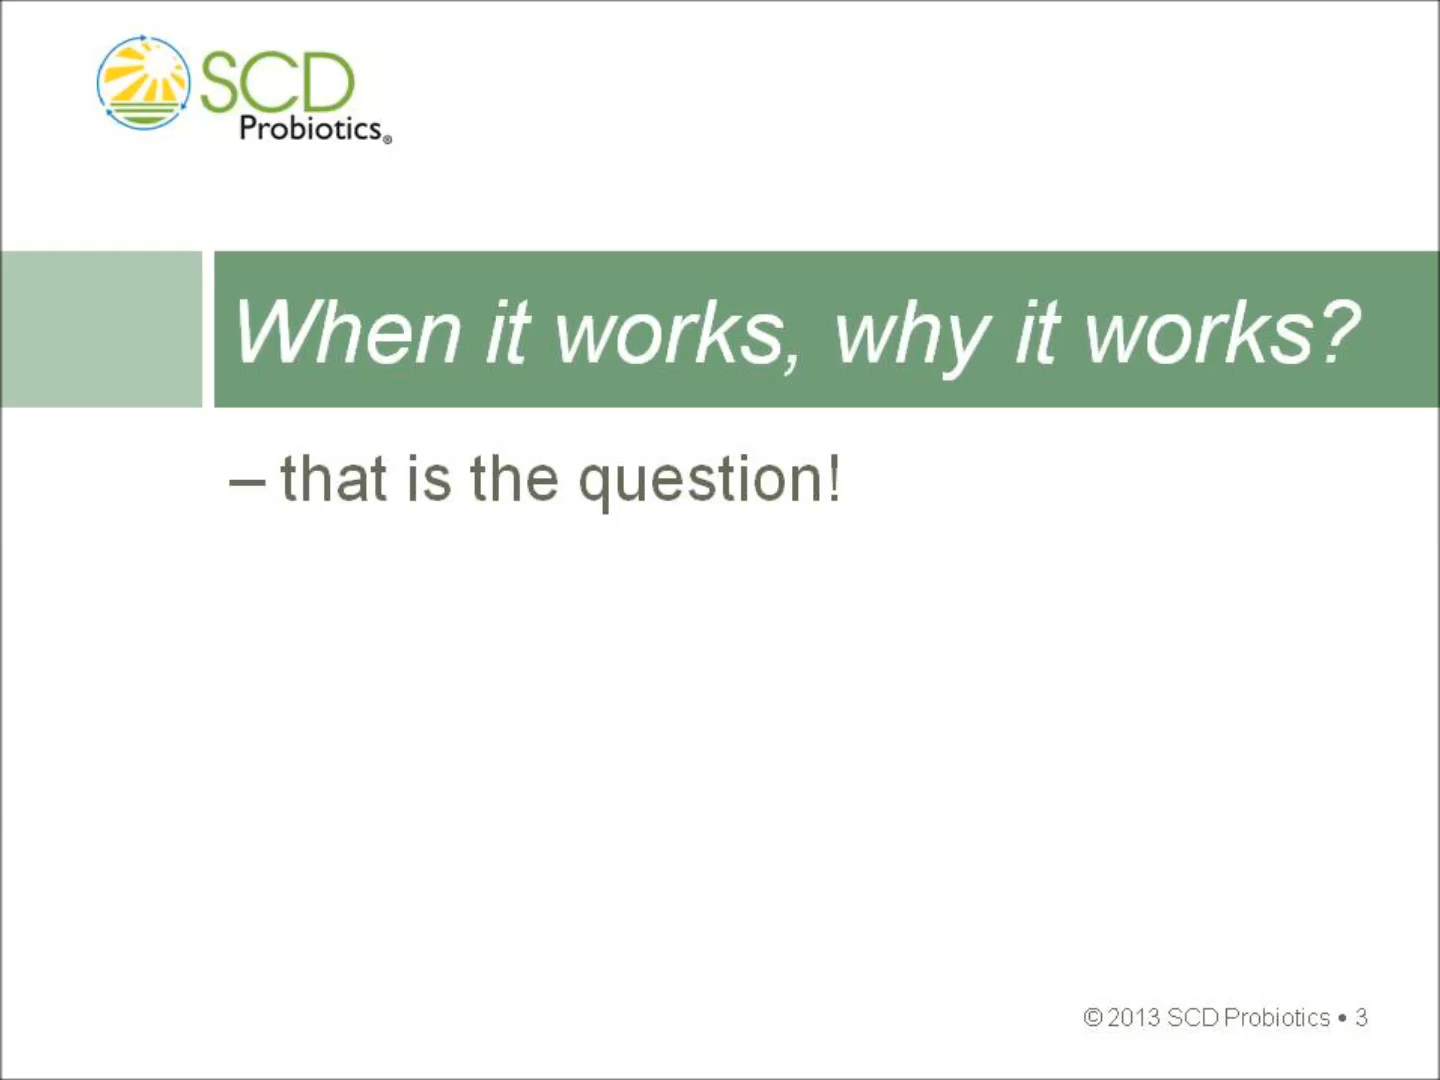 SCD
Probiotics®
When it works, why it works?
– that is the question!
© 2013 SCD Probiotics • 3